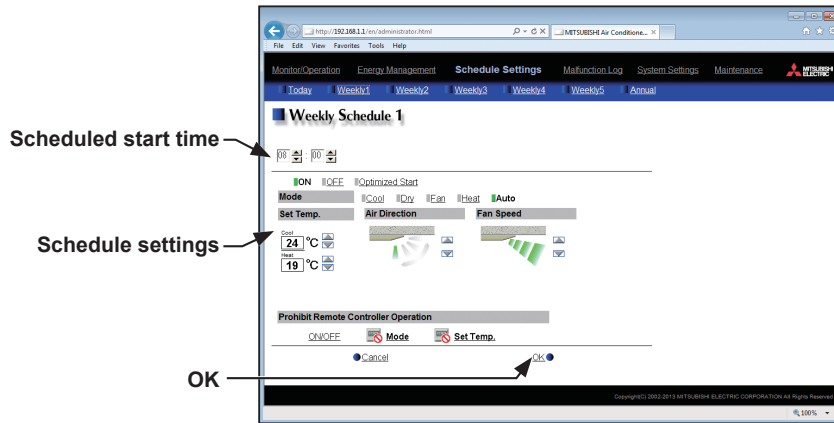 http://192.168.1.1/en/administrator.html
MITSUBISHI Air Conditione...
File Edit View Favorites Tools Help
Monitor/Operation Energy Management Schedule Settings Malfunction Log System Settings Maintenance MITSUBISHI ELECTRIC
Today Weekly1 Weekly2 Weekly3 Weekly4 Weekly5 Annual
Weekly Schedule 1
Scheduled start time
08 : 00
ON OFF Optimized Start
Mode Cool Dry Fan Heat Auto
Set Temp. Air Direction Fan Speed
Schedule settings
Cool
24 °C
Heat
19 °C
Prohibit Remote Controller Operation
ON/OFF Mode Set Temp.
Cancel OK
OK
Copyright(C) 2002-2013 MITSUBISHI ELECTRIC CORPORATION All Rights Reserved
100%